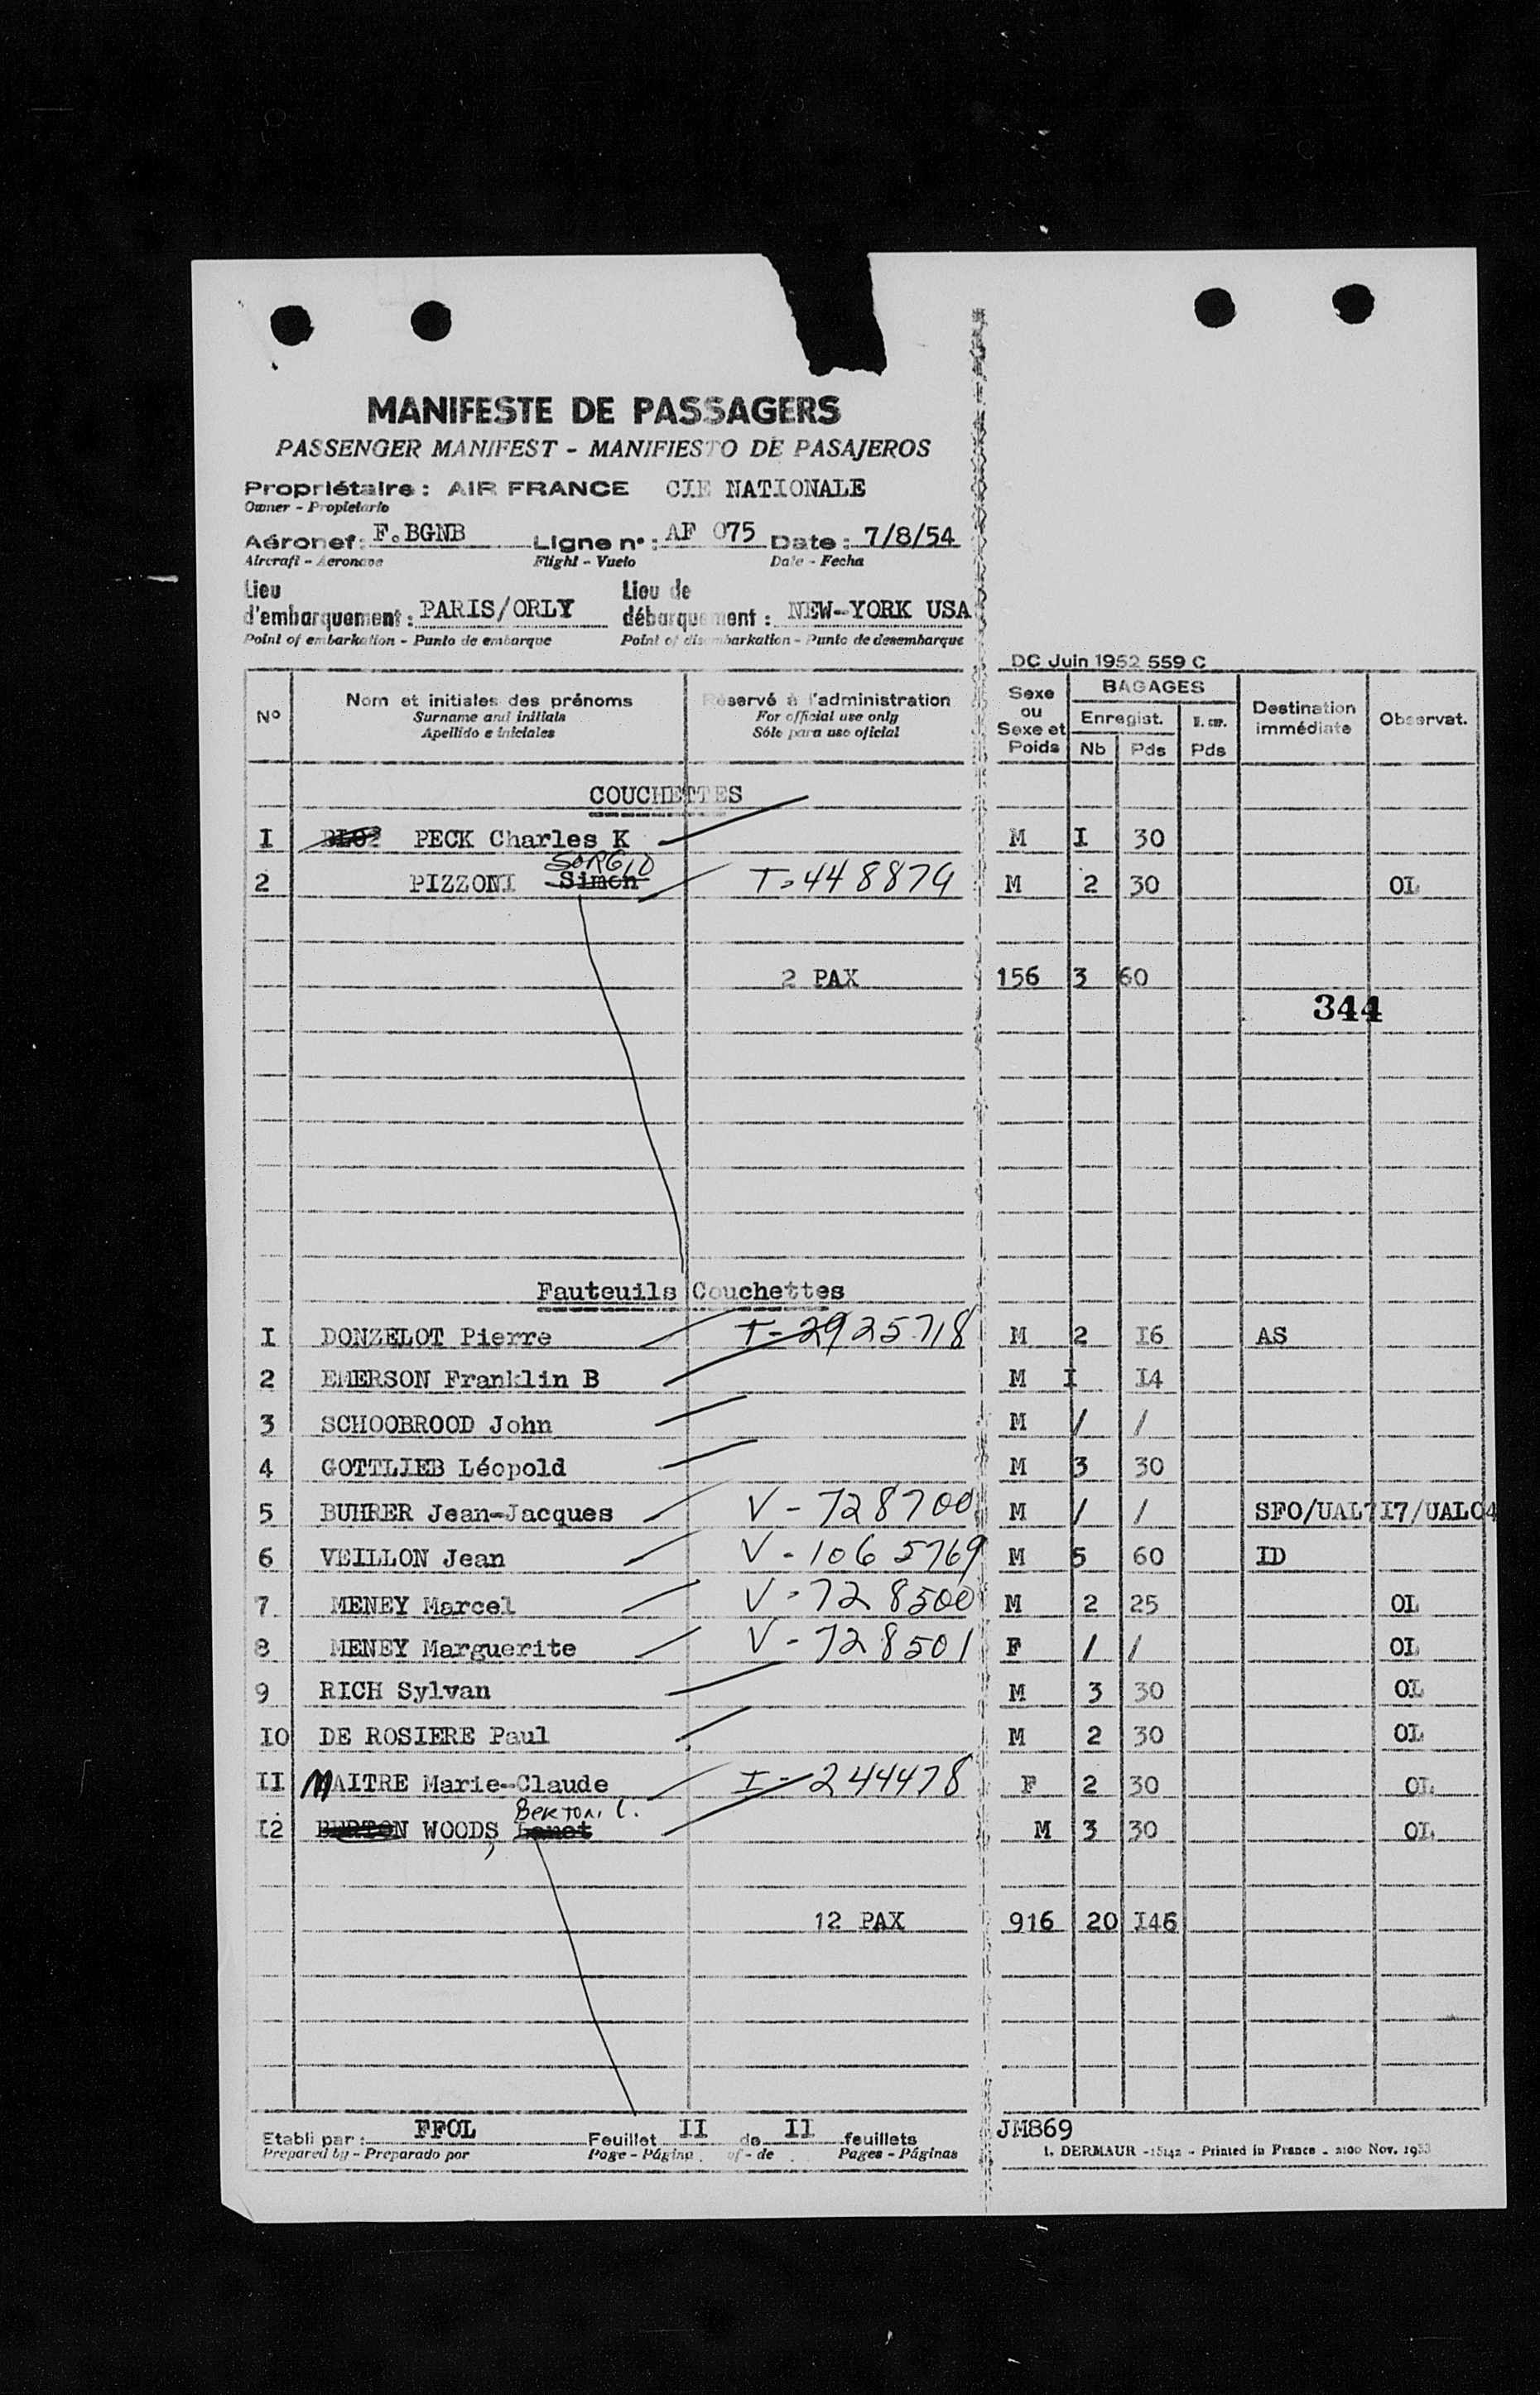 MANIFESTE DE PASSAGERS
PASSENGER MANIFEST - MANIFIESTO DE PASAJEROS
Propriétaire : AIR FRANCE CIE NATIONALE
Owner - Propietario
Aéronef : F.BGNB Ligne n° : AF 075 Date : 7/8/54
Aircraft - Aeronave Flight - Vuelo Date - Fecha
Lieu d'embarquement : PARIS/ORLY Lieu de débarquement : NEW-YORK USA
Point of embarkation - Punto de embarque Point of disembarkation - Punto de desembarque
DC Juin 1952 559 C
N° Nom et initiales des prénoms Réservé à l'administration Sexe ou Sexe et Poids BAGAGES Destination immédiate Observat.
Surname and initials For official use only Enregist.
Apellido e iniciales Sólo para uso oficial Nb Pds Pds
COUCHETTES
I PECK Charles K M I 30
SORGIO
2 PIZZONI Simon T-448879 M 2 30 OL
2 PAX 156 3 60
344
Fauteuils Couchettes
I DONZELOT Pierre T-2925718 M 2 I6 AS
2 EMERSON Franklin B M I I4
3 SCHOOBROOD John M / /
4 GOTTLIEB Léopold M 3 30
5 BUHRER Jean-Jacques V-728700 M / / SFO/UAL7I7/UAL04
6 VEILLON Jean V-1065769 M 5 60 ID
7 MENEY Marcel V-728500 M 2 25 OL
8 MENEY Marguerite V-728501 F / / OL
9 RICH Sylvan M 3 30 OL
IO DE ROSIERE Paul M 2 30 OL
II MAITRE Marie-Claude I-244478 F 2 30 OL
Bertoni C.
I2 BERTON WOODS, M 3 30 OL
12 PAX 916 20 I46
Etabli par : FFOL Feuillet II de II feuillets JM869
Prepared by - Preparado por Page - Página of - de Pages - Páginas
I. DERMAUR - 15142 - Printed in France - 2100 Nov. 1953